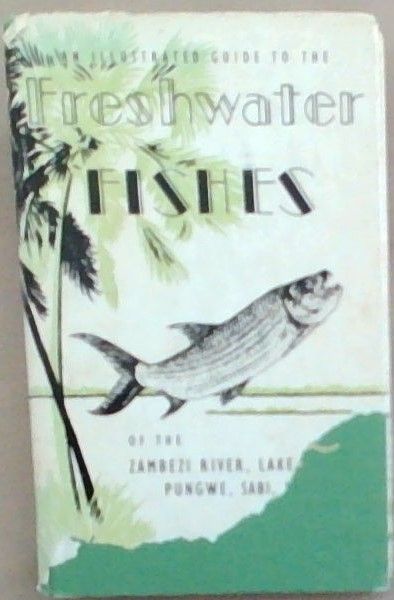 AN ILLUSTRATED GUIDE TO THE
Freshwater
FISHES
OF THE
ZAMBEZI RIVER, LAKE
PUNGWE, SABI,